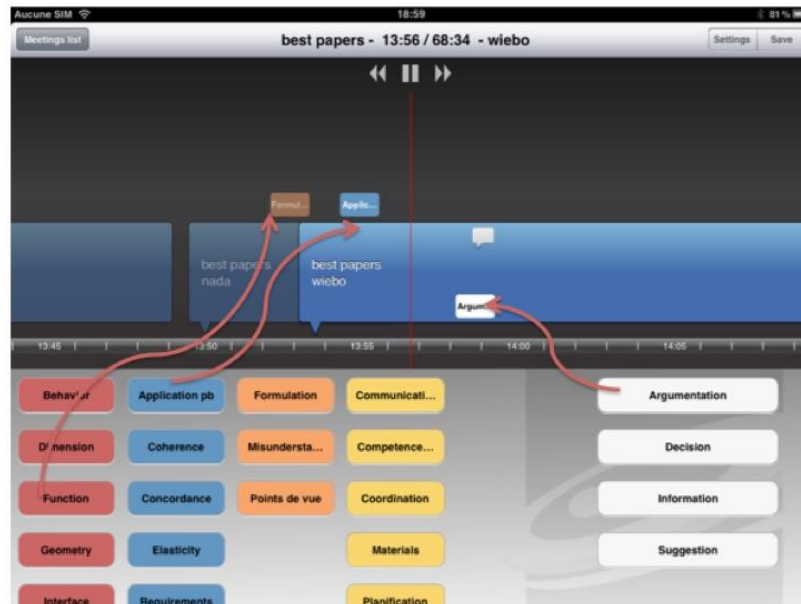 Aucune SIM 18:59 81 %
Meetings list best papers - 13:56 / 68:34 - wiebo Settings Save
Formul... Applic...
best papers
nada
best papers
wiebo
Argum...
13:45 13:50 13:55 14:00 14:05
Behavior Application pb Formulation Communicati... Argumentation
Dimension Coherence Misundersta... Competence... Decision
Function Concordance Points de vue Coordination Information
Geometry Elasticity Materials Suggestion
Interface Requirements Planification